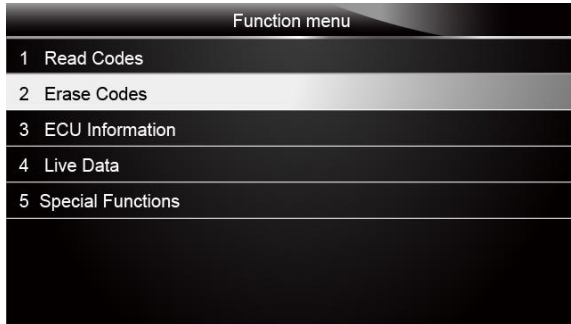 Function menu
1 Read Codes
2 Erase Codes
3 ECU Information
4 Live Data
5 Special Functions